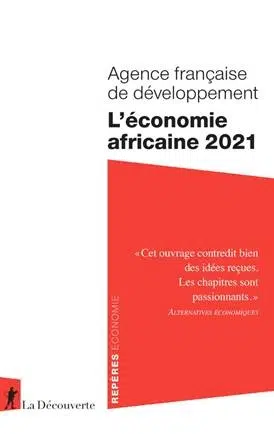 Agence française
de développement
L'économie
africaine 2021
« Cet ouvrage contredit bien
des idées reçues.
Les chapitres sont
passionnants. »
ALTERNATIVES ÉCONOMIQUES
REPÈRES ÉCONOMIE
La Découverte